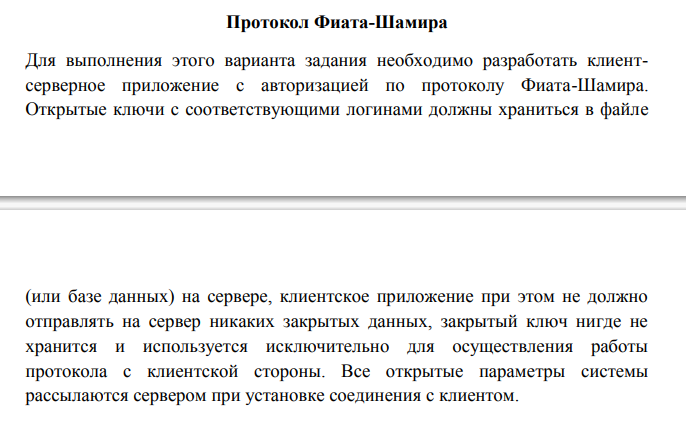 Протокол Фиата-Шамира
Для выполнения этого варианта задания необходимо разработать клиент-
серверное приложение с авторизацией по протоколу Фиата-Шамира.
Открытые ключи с соответствующими логинами должны храниться в файле
(или базе данных) на сервере, клиентское приложение при этом не должно
отправлять на сервер никаких закрытых данных, закрытый ключ нигде не
хранится и используется исключительно для осуществления работы
протокола с клиентской стороны. Все открытые параметры системы
рассылаются сервером при установке соединения с клиентом.